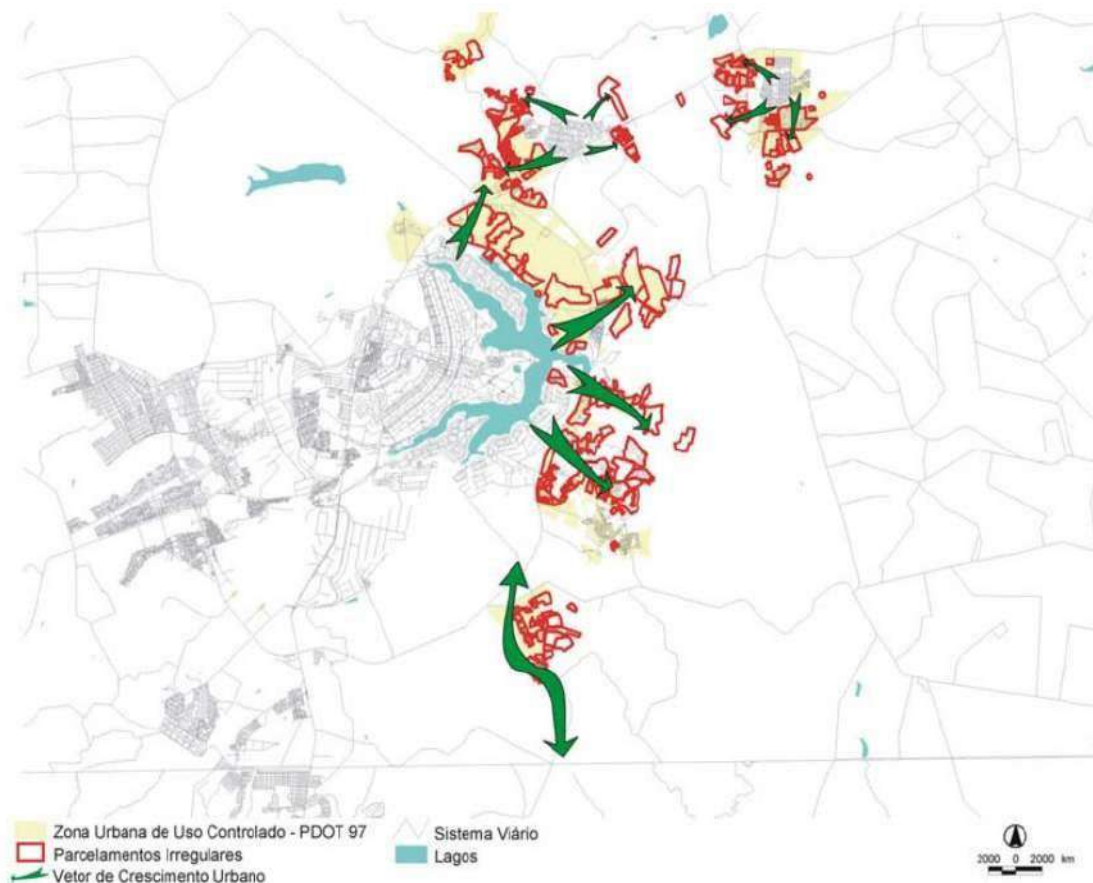 Zona Urbana de Uso Controlado - PDOT 97
Parcelamentos Irregulares
Vetor de Crescimento Urbano
Sistema Viário
Lagos
2000 0 2000 km